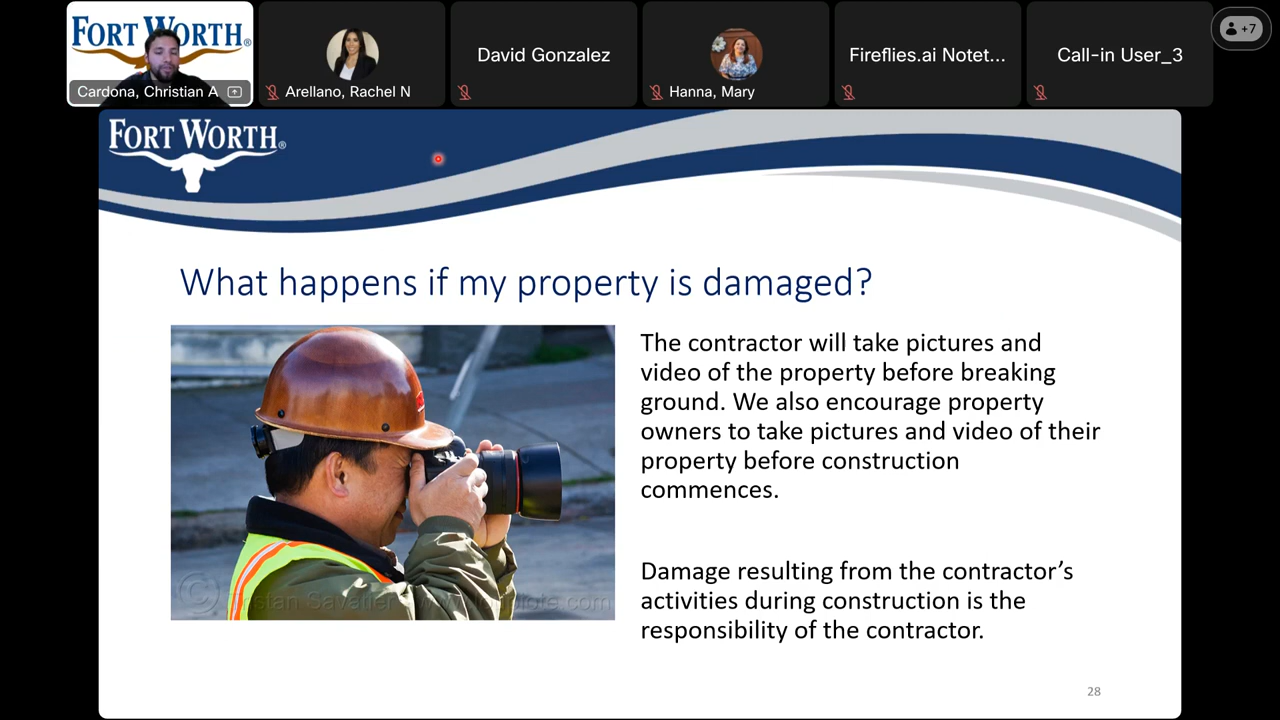 FORT WORTH®
Cardona, Christian A
Arellano, Rachel N
David Gonzalez
Hanna, Mary
Fireflies.ai Notet...
Call-in User_3
+7
FORT WORTH®
What happens if my property is damaged?
The contractor will take pictures and
video of the property before breaking
ground. We also encourage property
owners to take pictures and video of their
property before construction
commences.
Damage resulting from the contractor’s
activities during construction is the
responsibility of the contractor.
28